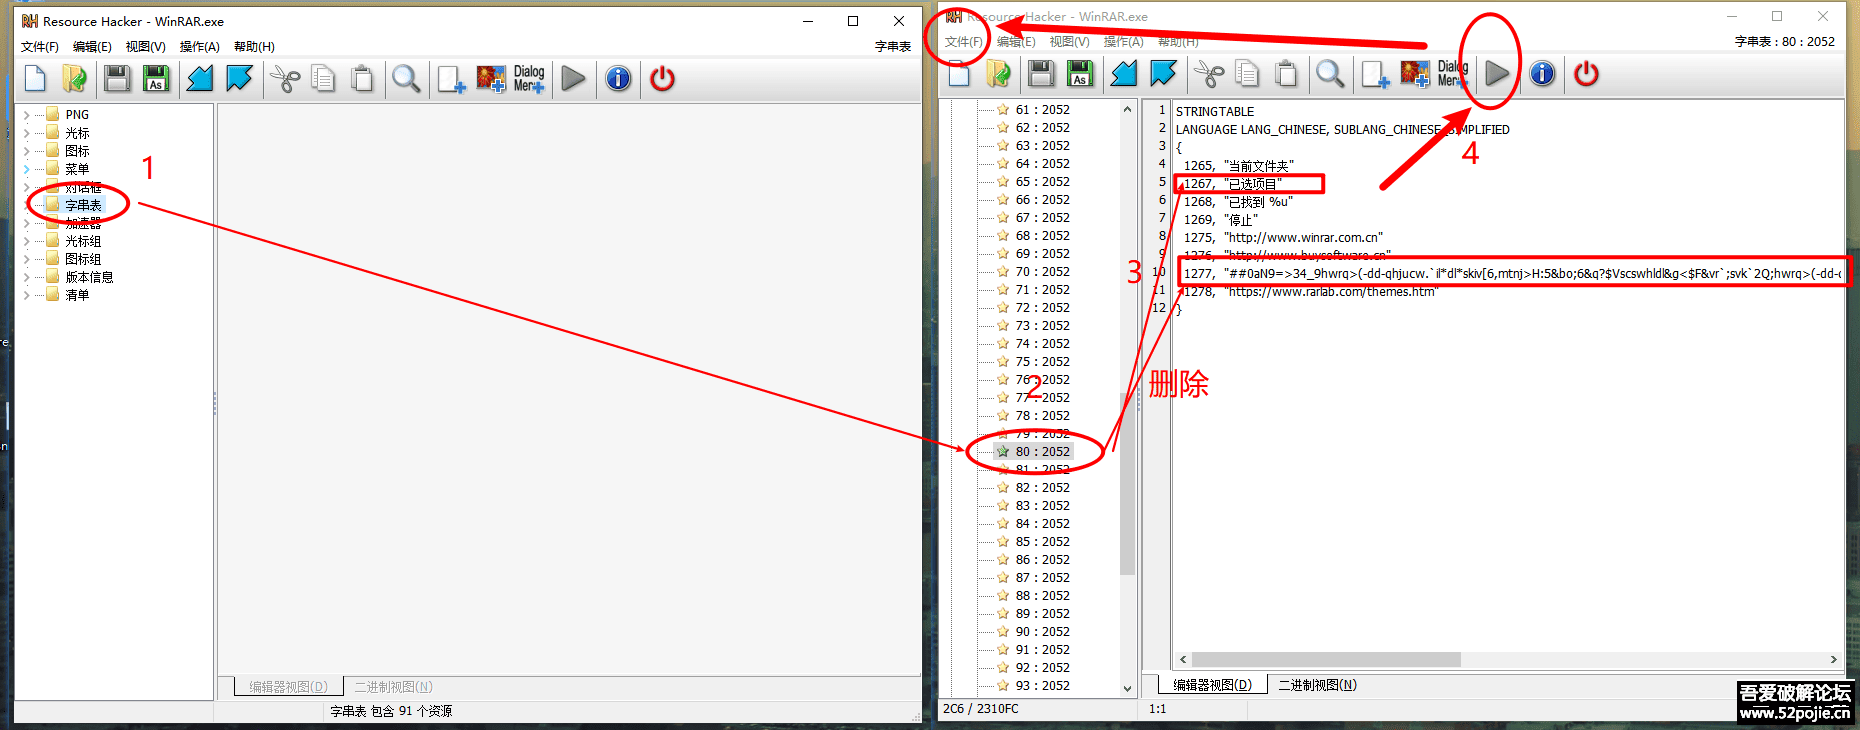 Resource Hacker - WinRAR.exe
文件(F) 编辑(E) 视图(V) 操作(A) 帮助(H)
字串表
As
Dialog
Mer
PNG
光标
图标
菜单
对话框
字串表
加速器
光标组
图标组
版本信息
清单
1
编辑器视图(D) 二进制视图(N)
字串表 包含 91 个资源
Resource Hacker - WinRAR.exe
文件(F) 编辑(E) 视图(V) 操作(A) 帮助(H)
字串表 : 80 : 2052
As
Dialog
Mer
61 : 2052
62 : 2052
63 : 2052
64 : 2052
65 : 2052
66 : 2052
67 : 2052
68 : 2052
69 : 2052
70 : 2052
71 : 2052
72 : 2052
73 : 2052
74 : 2052
75 : 2052
76 : 2052
77 : 2052
78 : 2052
79 : 2052
80 : 2052
81 : 2052
82 : 2052
83 : 2052
84 : 2052
85 : 2052
86 : 2052
87 : 2052
88 : 2052
89 : 2052
90 : 2052
91 : 2052
92 : 2052
93 : 2052
2
3
删除
4
1 STRINGTABLE
2 LANGUAGE LANG_CHINESE, SUBLANG_CHINESE_SIMPLIFIED
3 {
4 1265, "当前文件夹"
5 1267, "已选项目"
6 1268, "已找到 %u"
7 1269, "停止"
8 1275, "http://www.winrar.com.cn"
9 1276, "http://www.buysoftware.cn"
10 1277, "##0aN9=>34_9hwrq>(-dd-qhjucw.`il*dl*skiv[6,mtnj>H:5&bo;6&q?$Vscswhldl&g<$F&vr`;svk`2Q;hwrq>(-dd-
11 1278, "https://www.rarlab.com/themes.htm"
12 }
编辑器视图(D) 二进制视图(N)
2C6 / 2310FC
1:1
吾爱破解论坛
www.52pojie.cn